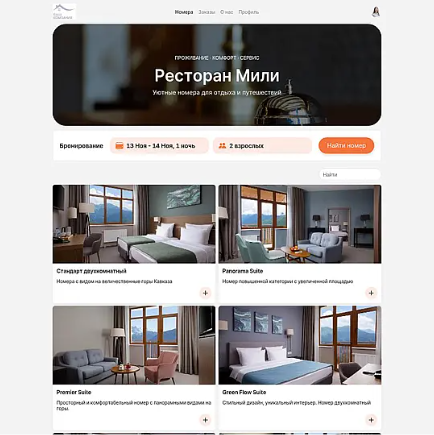 Номера Заказы О нас Профиль
ПРОЖИВАНИЕ · КОМФОРТ · СЕРВИС
Ресторан Мили
Уютные номера для отдыха и путешествий
Бронирование
13 Ноя - 14 Ноя, 1 ночь
2 взрослых
Найти номер
Найти
Стандарт двухкомнатный
Номера с видом на величественные горы Кавказа
Panorama Suite
Номер повышенной категории с увеличенной площадью
Premier Suite
Просторный и комфортабельный номер с панорамными видами на
горы
Green Flow Suite
Стильный дизайн, уникальный интерьер. Номер двухкомнатный